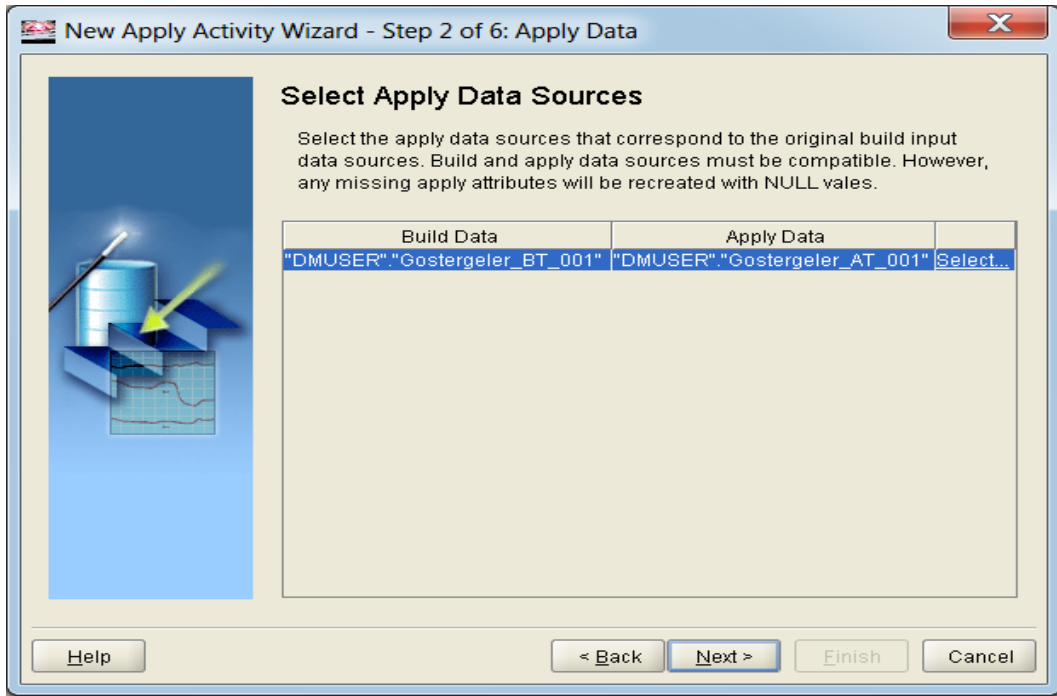 New Apply Activity Wizard - Step 2 of 6: Apply Data
Select Apply Data Sources
Select the apply data sources that correspond to the original build input
data sources. Build and apply data sources must be compatible. However,
any missing apply attributes will be recreated with NULL vales.
Build Data Apply Data
"DMUSER"."Gostergeler_BT_001" "DMUSER"."Gostergeler_AT_001" Select...
Help < Back Next > Finish Cancel